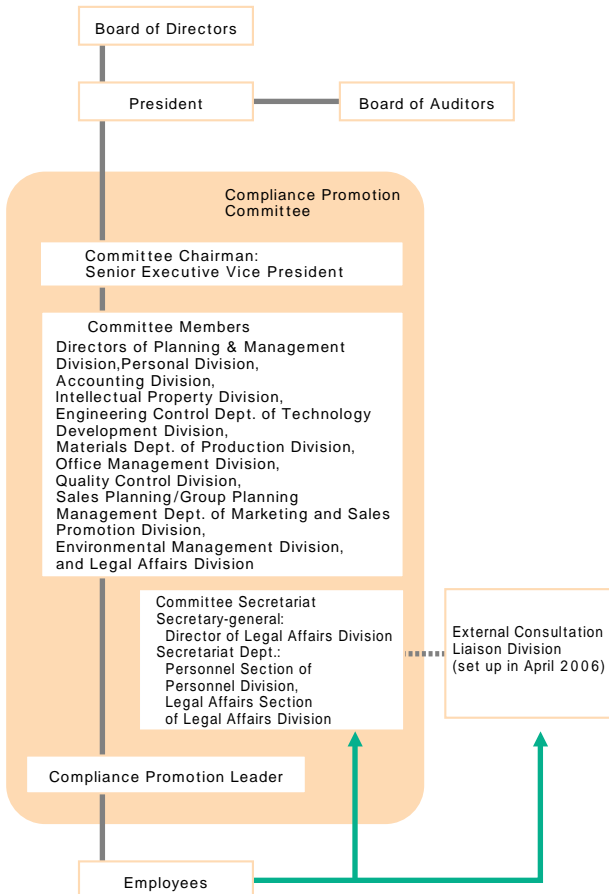 Board of Directors
President
Board of Auditors
Compliance Promotion
Committee
Committee Chairman:
Senior Executive Vice President
Committee Members
Directors of Planning & Management
Division,Personal Division,
Accounting Division,
Intellectual Property Division,
Engineering Control Dept. of Technology
Development Division,
Materials Dept. of Production Division,
Office Management Division,
Quality Control Division,
Sales Planning/Group Planning
Management Dept. of Marketing and Sales
Promotion Division,
Environmental Management Division,
and Legal Affairs Division
Committee Secretariat
Secretary-general:
Director of Legal Affairs Division
Secretariat Dept.:
Personnel Section of
Personnel Division,
Legal Affairs Section
of Legal Affairs Division
External Consultation
Liaison Division
(set up in April 2006)
Compliance Promotion Leader
Employees